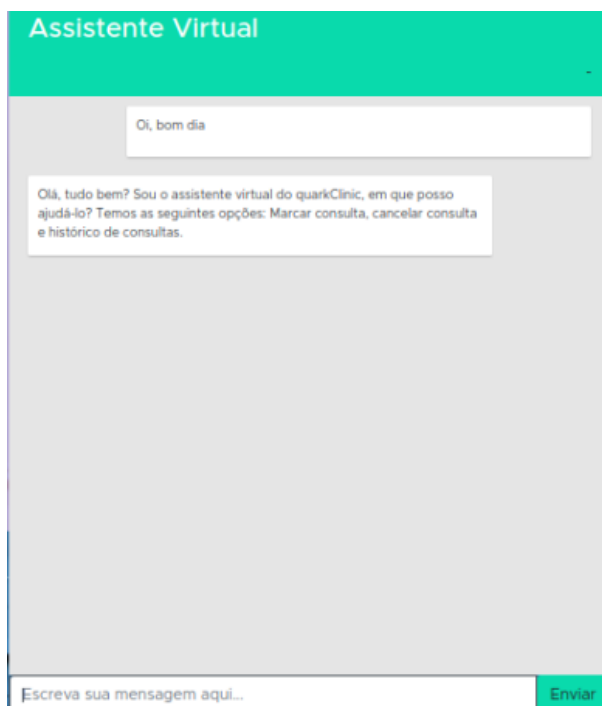 Assistente Virtual
-
Oi, bom dia
Olá, tudo bem? Sou o assistente virtual do quarkClinic, em que posso
ajudá-lo? Temos as seguintes opções: Marcar consulta, cancelar consulta
e histórico de consultas.
Escreva sua mensagem aqui...
Enviar